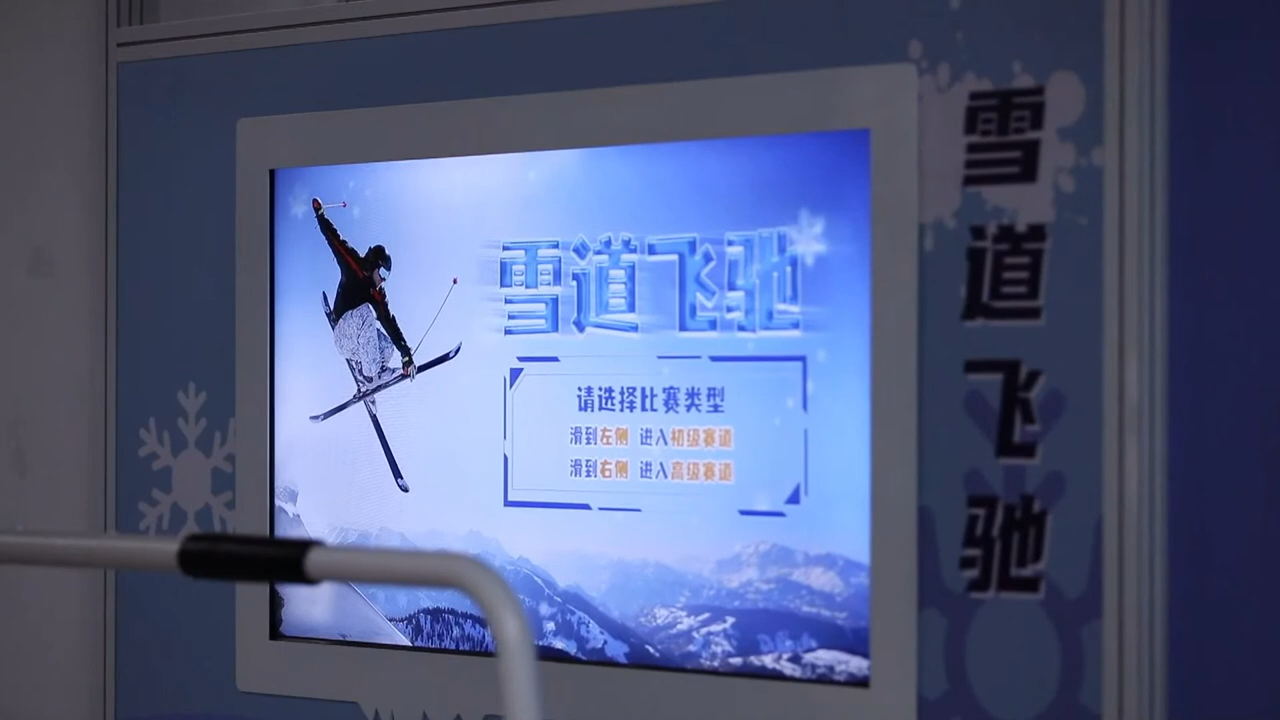 雪道飞驰
请选择比赛类型
滑到左侧 进入初级赛道
滑到右侧 进入高级赛道
雪道飞驰